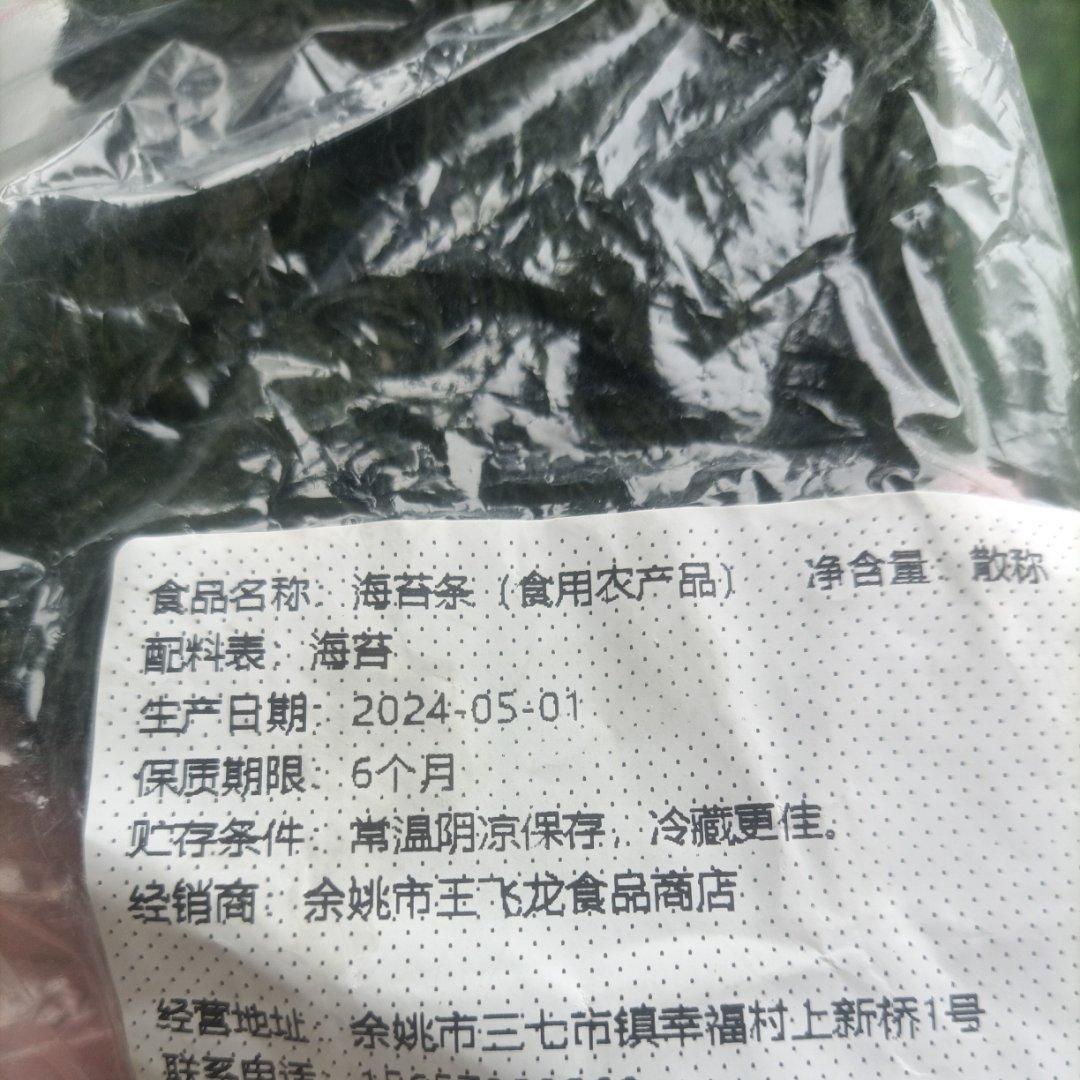 食品名称：海苔条（食用农产品） 净含量：散称
配料表：海苔
生产日期：2024-05-01
保质期限：6个月
贮存条件：常温阴凉保存，冷藏更佳。
经销商：余姚市王飞龙食品商店
经营地址：余姚市三七市镇幸福村上新桥1号
联系电话：